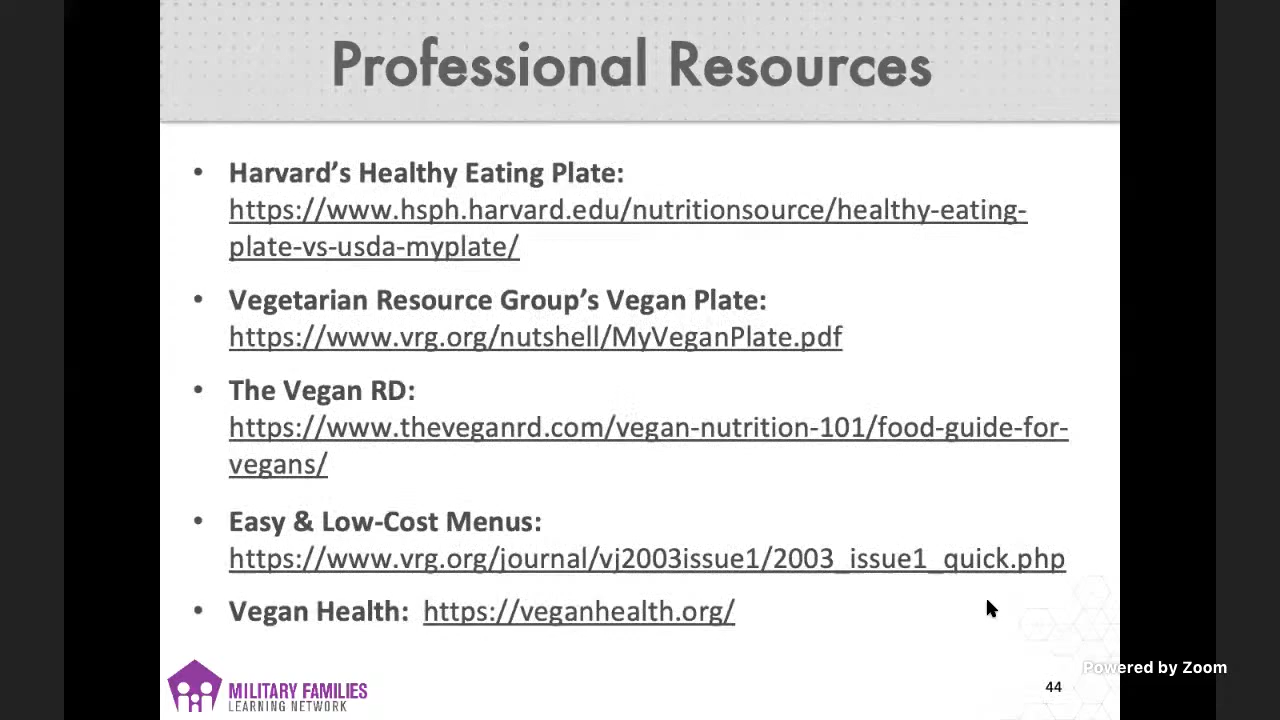 Professional Resources
• Harvard's Healthy Eating Plate:
https://www.hsph.harvard.edu/nutritionsource/healthy-eating-
plate-vs-usda-myplate/
• Vegetarian Resource Group's Vegan Plate:
https://www.vrg.org/nutshell/MyVeganPlate.pdf
• The Vegan RD:
https://www.theveganrd.com/vegan-nutrition-101/food-guide-for-
vegans/
• Easy & Low-Cost Menus:
https://www.vrg.org/journal/vj2003issue1/2003_issue1_quick.php
• Vegan Health: https://veganhealth.org/
Powered by Zoom
MILITARY FAMILIES
LEARNING NETWORK
44